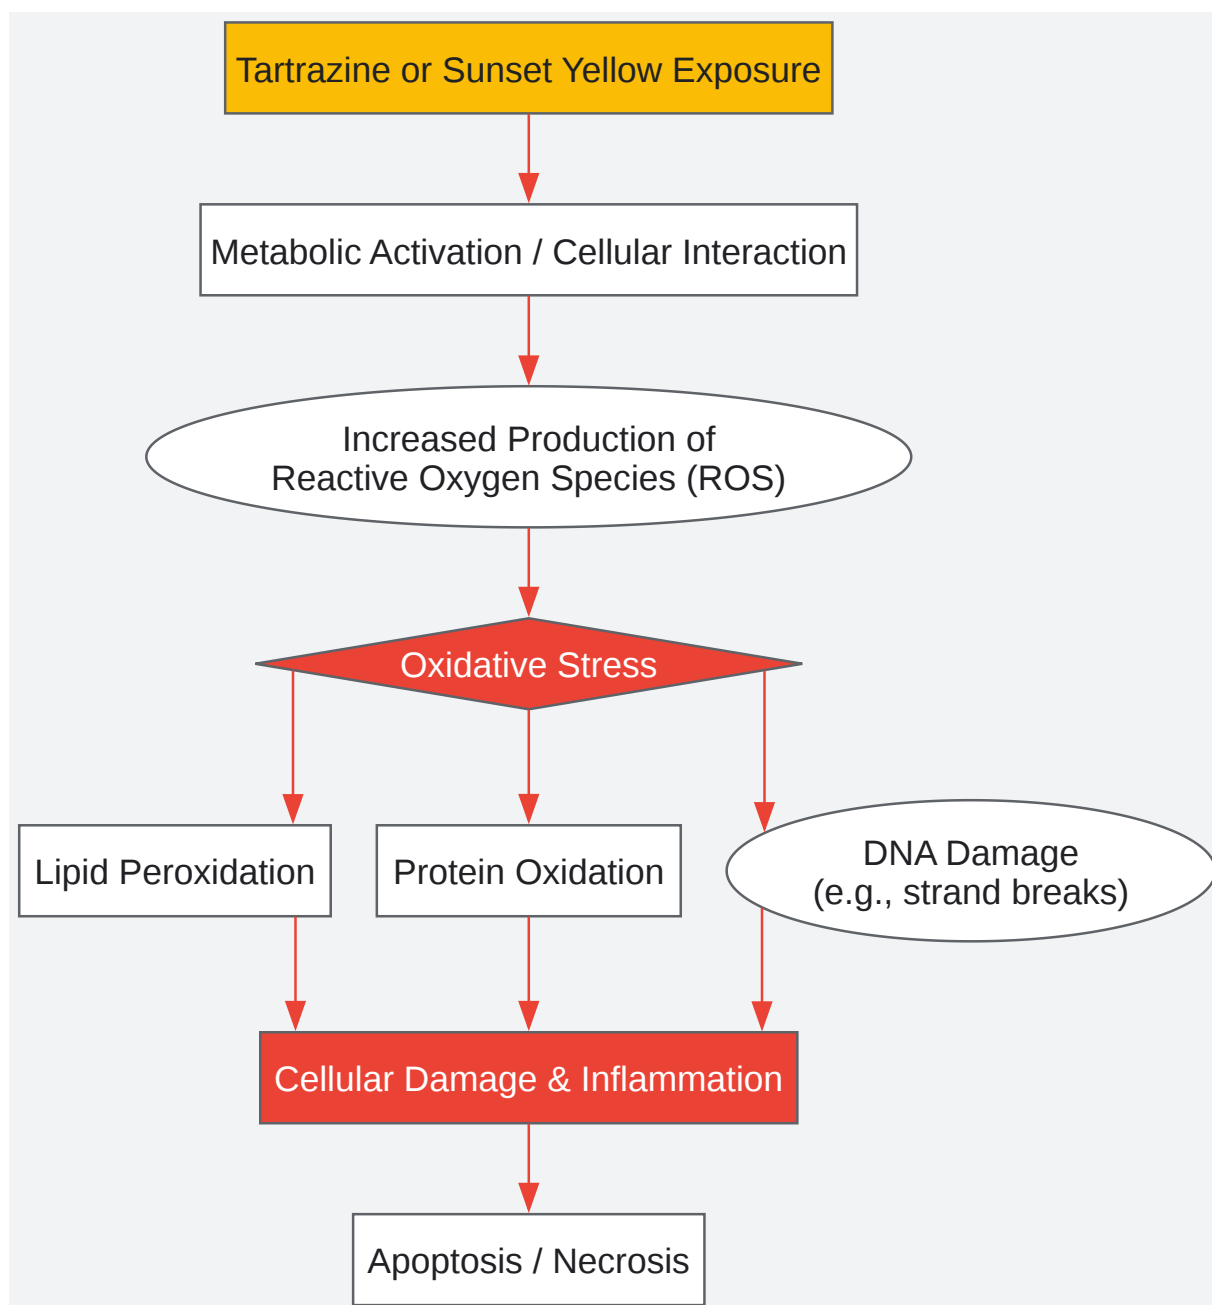 Tartrazine or Sunset Yellow Exposure
Metabolic Activation / Cellular Interaction
Increased Production of
Reactive Oxygen Species (ROS)
Oxidative Stress
Lipid Peroxidation
Protein Oxidation
DNA Damage
(e.g., strand breaks)
Cellular Damage & Inflammation
Apoptosis / Necrosis